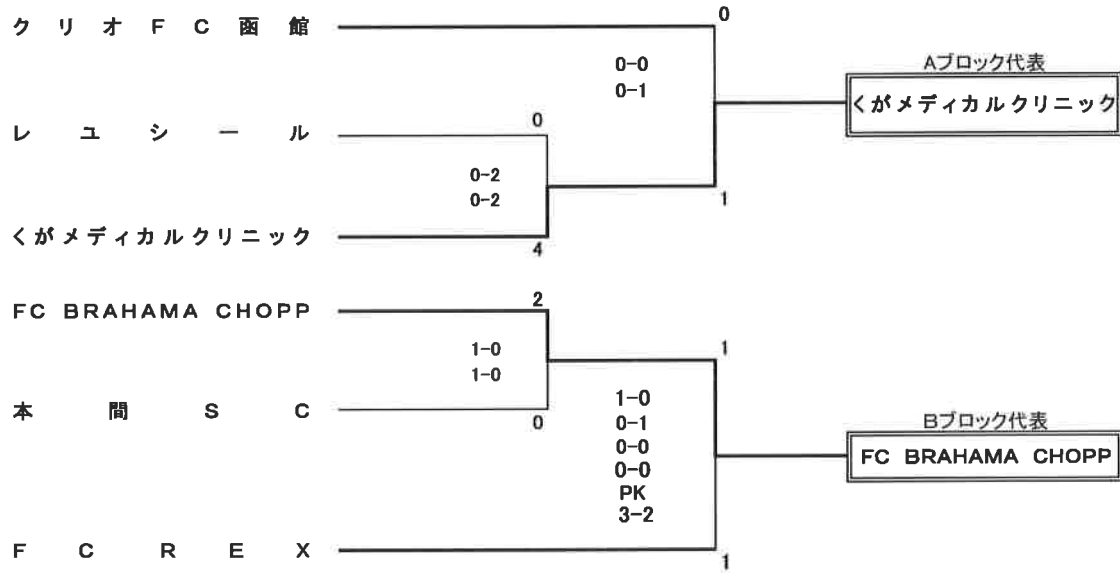 クリオFC函館
0
0-0
0-1
Aブロック代表
くがメディカルクリニック
レユシール
0
0-2
0-2
1
くがメディカルクリニック
4
FC BRAHAMA CHOPP
2
1-0
1-0
1
本間SC
0
1-0
0-1
0-0
0-0
PK
3-2
Bブロック代表
FC BRAHAMA CHOPP
FC REX
1